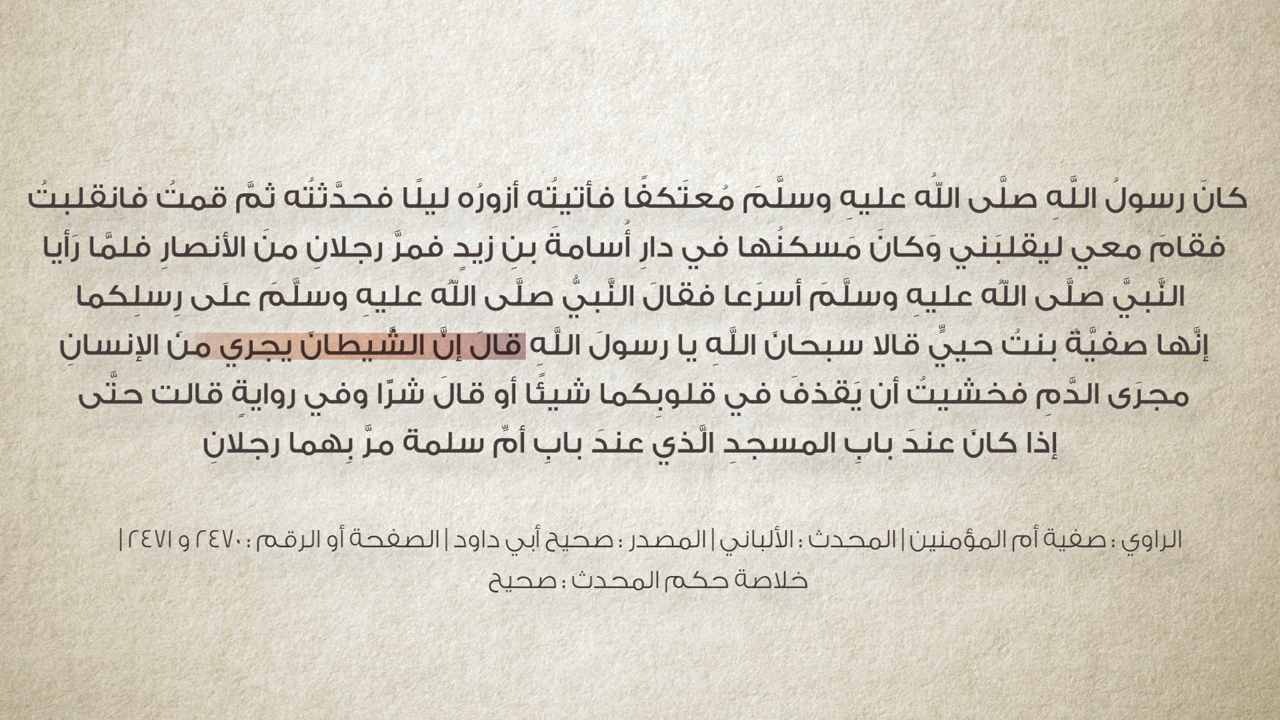 كانَ رسولُ اللَّهِ صلَّى اللَّهُ عليهِ وسلَّمَ مُعتَكفًا فأتيتُه أزورُه ليلًا فحدَّثتُه ثمَّ قمتُ فانقلبتُ
فقامَ معي ليقلبَني وَكانَ مَسكنُها في دارِ أُسامةَ بنِ زيدٍ فمرَّ رجلانِ منَ الأنصارِ فلمَّا رَأيا
النَّبيَّ صلَّى اللَّهُ عليهِ وسلَّمَ أسرَعا فقالَ النَّبيُّ صلَّى اللَّهُ عليهِ وسلَّمَ علَى رِسلِكما
إنَّها صفيَّةُ بنتُ حييٍّ قالا سبحانَ اللَّهِ يا رسولَ اللَّهِ قالَ إنَّ الشَّيطانَ يجري منَ الإنسانِ
مجرَى الدَّمِ فخشيتُ أن يَقذفَ في قلوبِكما شيئًا أو قالَ شرًّا وفي روايةٍ قالت حتَّى
إذا كانَ عندَ بابِ المسجدِ الَّذي عندَ بابِ أمِّ سلمةَ مرَّ بِهما رجلانِ
الراوي : صفية أم المؤمنين | المحدث : الألباني | المصدر : صحيح أبي داود | الصفحة أو الرقم : ٢٤٧٠ و ٢٤٧١ |
خلاصة حكم المحدث : صحيح